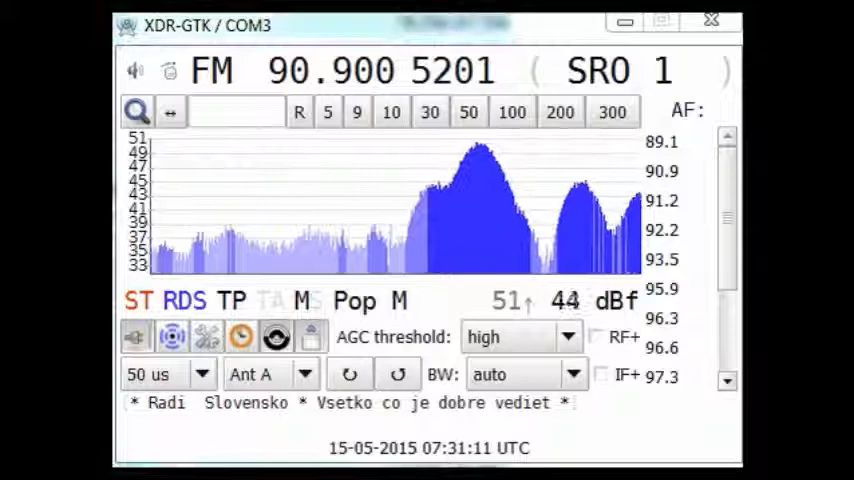 XDR-GTK / COM3
FM 90.900 5201 ( SRO 1 )
R 5 9 10 30 50 100 200 300 AF:
51
49
47
45
43
41
39
37
35
33
89.1
90.9
91.2
92.2
93.5
95.9
96.3
96.6
97.3
ST RDS TP TA MS Pop M 51↑ 44 dBf
AGC threshold: high RF+
50 us Ant A ↻ ↺ BW: auto IF+
* Radi Slovensko * Vsetko co je dobre vediet *
15-05-2015 07:31:11 UTC